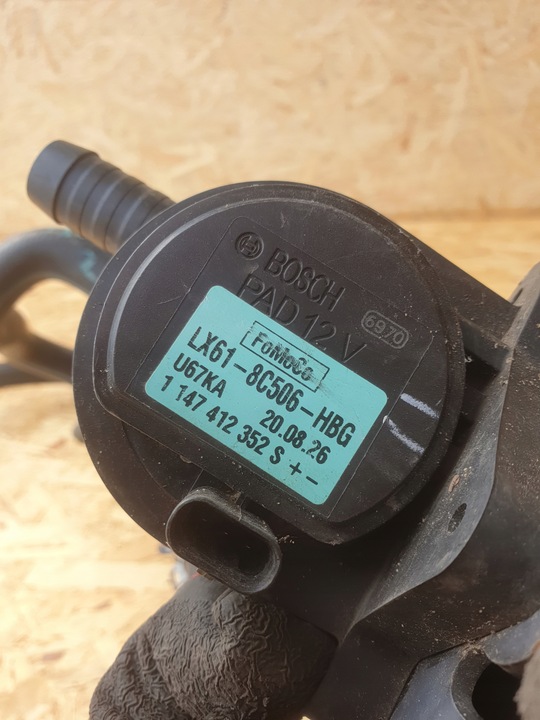 BOSCH
PAD 12 V
6970
FoMoCo
LX61-8C506-HBG
U67KA 20.08.26
1 147 412 352 S + -